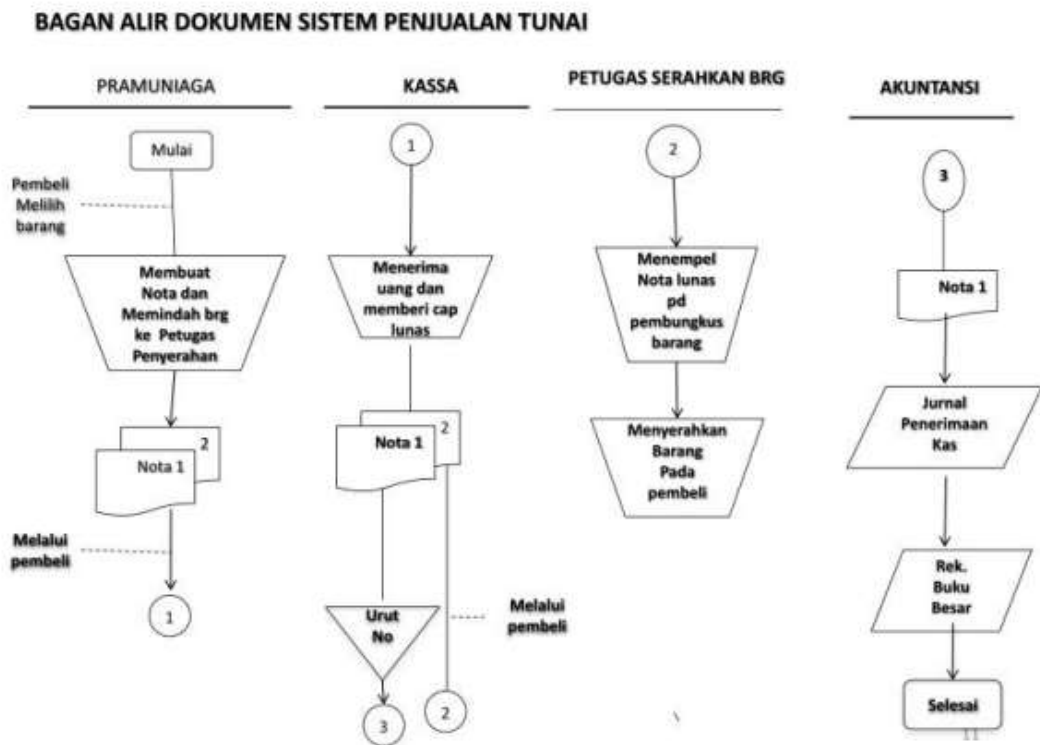 BAGAN ALIR DOKUMEN SISTEM PENJUALAN TUNAI
PRAMUNIAGA
Mulai
Pembeli
Melilih
barang
Membuat
Nota dan
Memindah brg
ke Petugas
Penyerahan
2
Nota 1
Melalui
pembeli
1
KASSA
1
Menerima
uang dan
memberi cap
lunas
2
Nota 1
Urut
No
Melalui
pembeli
3
2
PETUGAS SERAHKAN BRG
2
Menempel
Nota lunas
pd
pembungkus
barang
Menyerahkan
Barang
Pada
pembeli
AKUNTANSI
3
Nota 1
Jurnal
Penerimaan
Kas
Rek.
Buku
Besar
Selesai
11